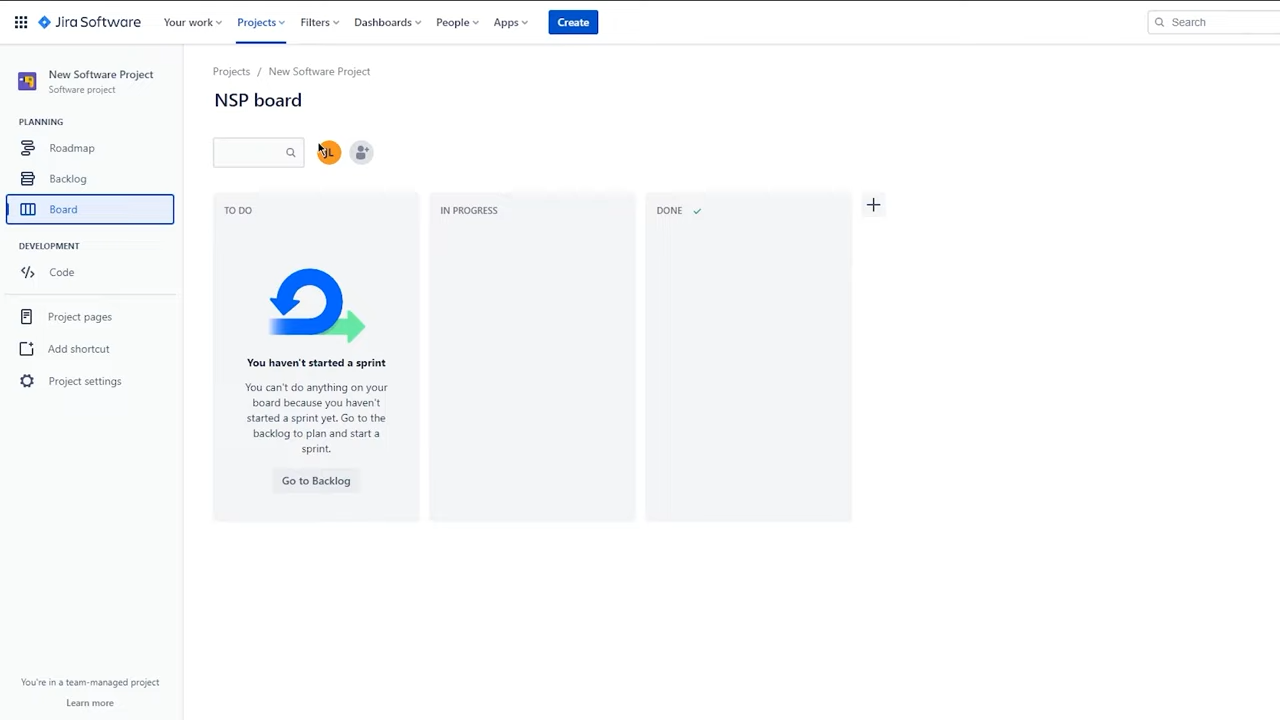 Jira Software
Your work
Projects
Filters
Dashboards
People
Apps
Create
Search
New Software Project
Software project
PLANNING
Roadmap
Backlog
Board
DEVELOPMENT
Code
Project pages
Add shortcut
Project settings
You're in a team-managed project
Learn more
Projects / New Software Project
NSP board
JL
TO DO
You haven't started a sprint
You can't do anything on your
board because you haven't
started a sprint yet. Go to the
backlog to plan and start a
sprint.
Go to Backlog
IN PROGRESS
DONE